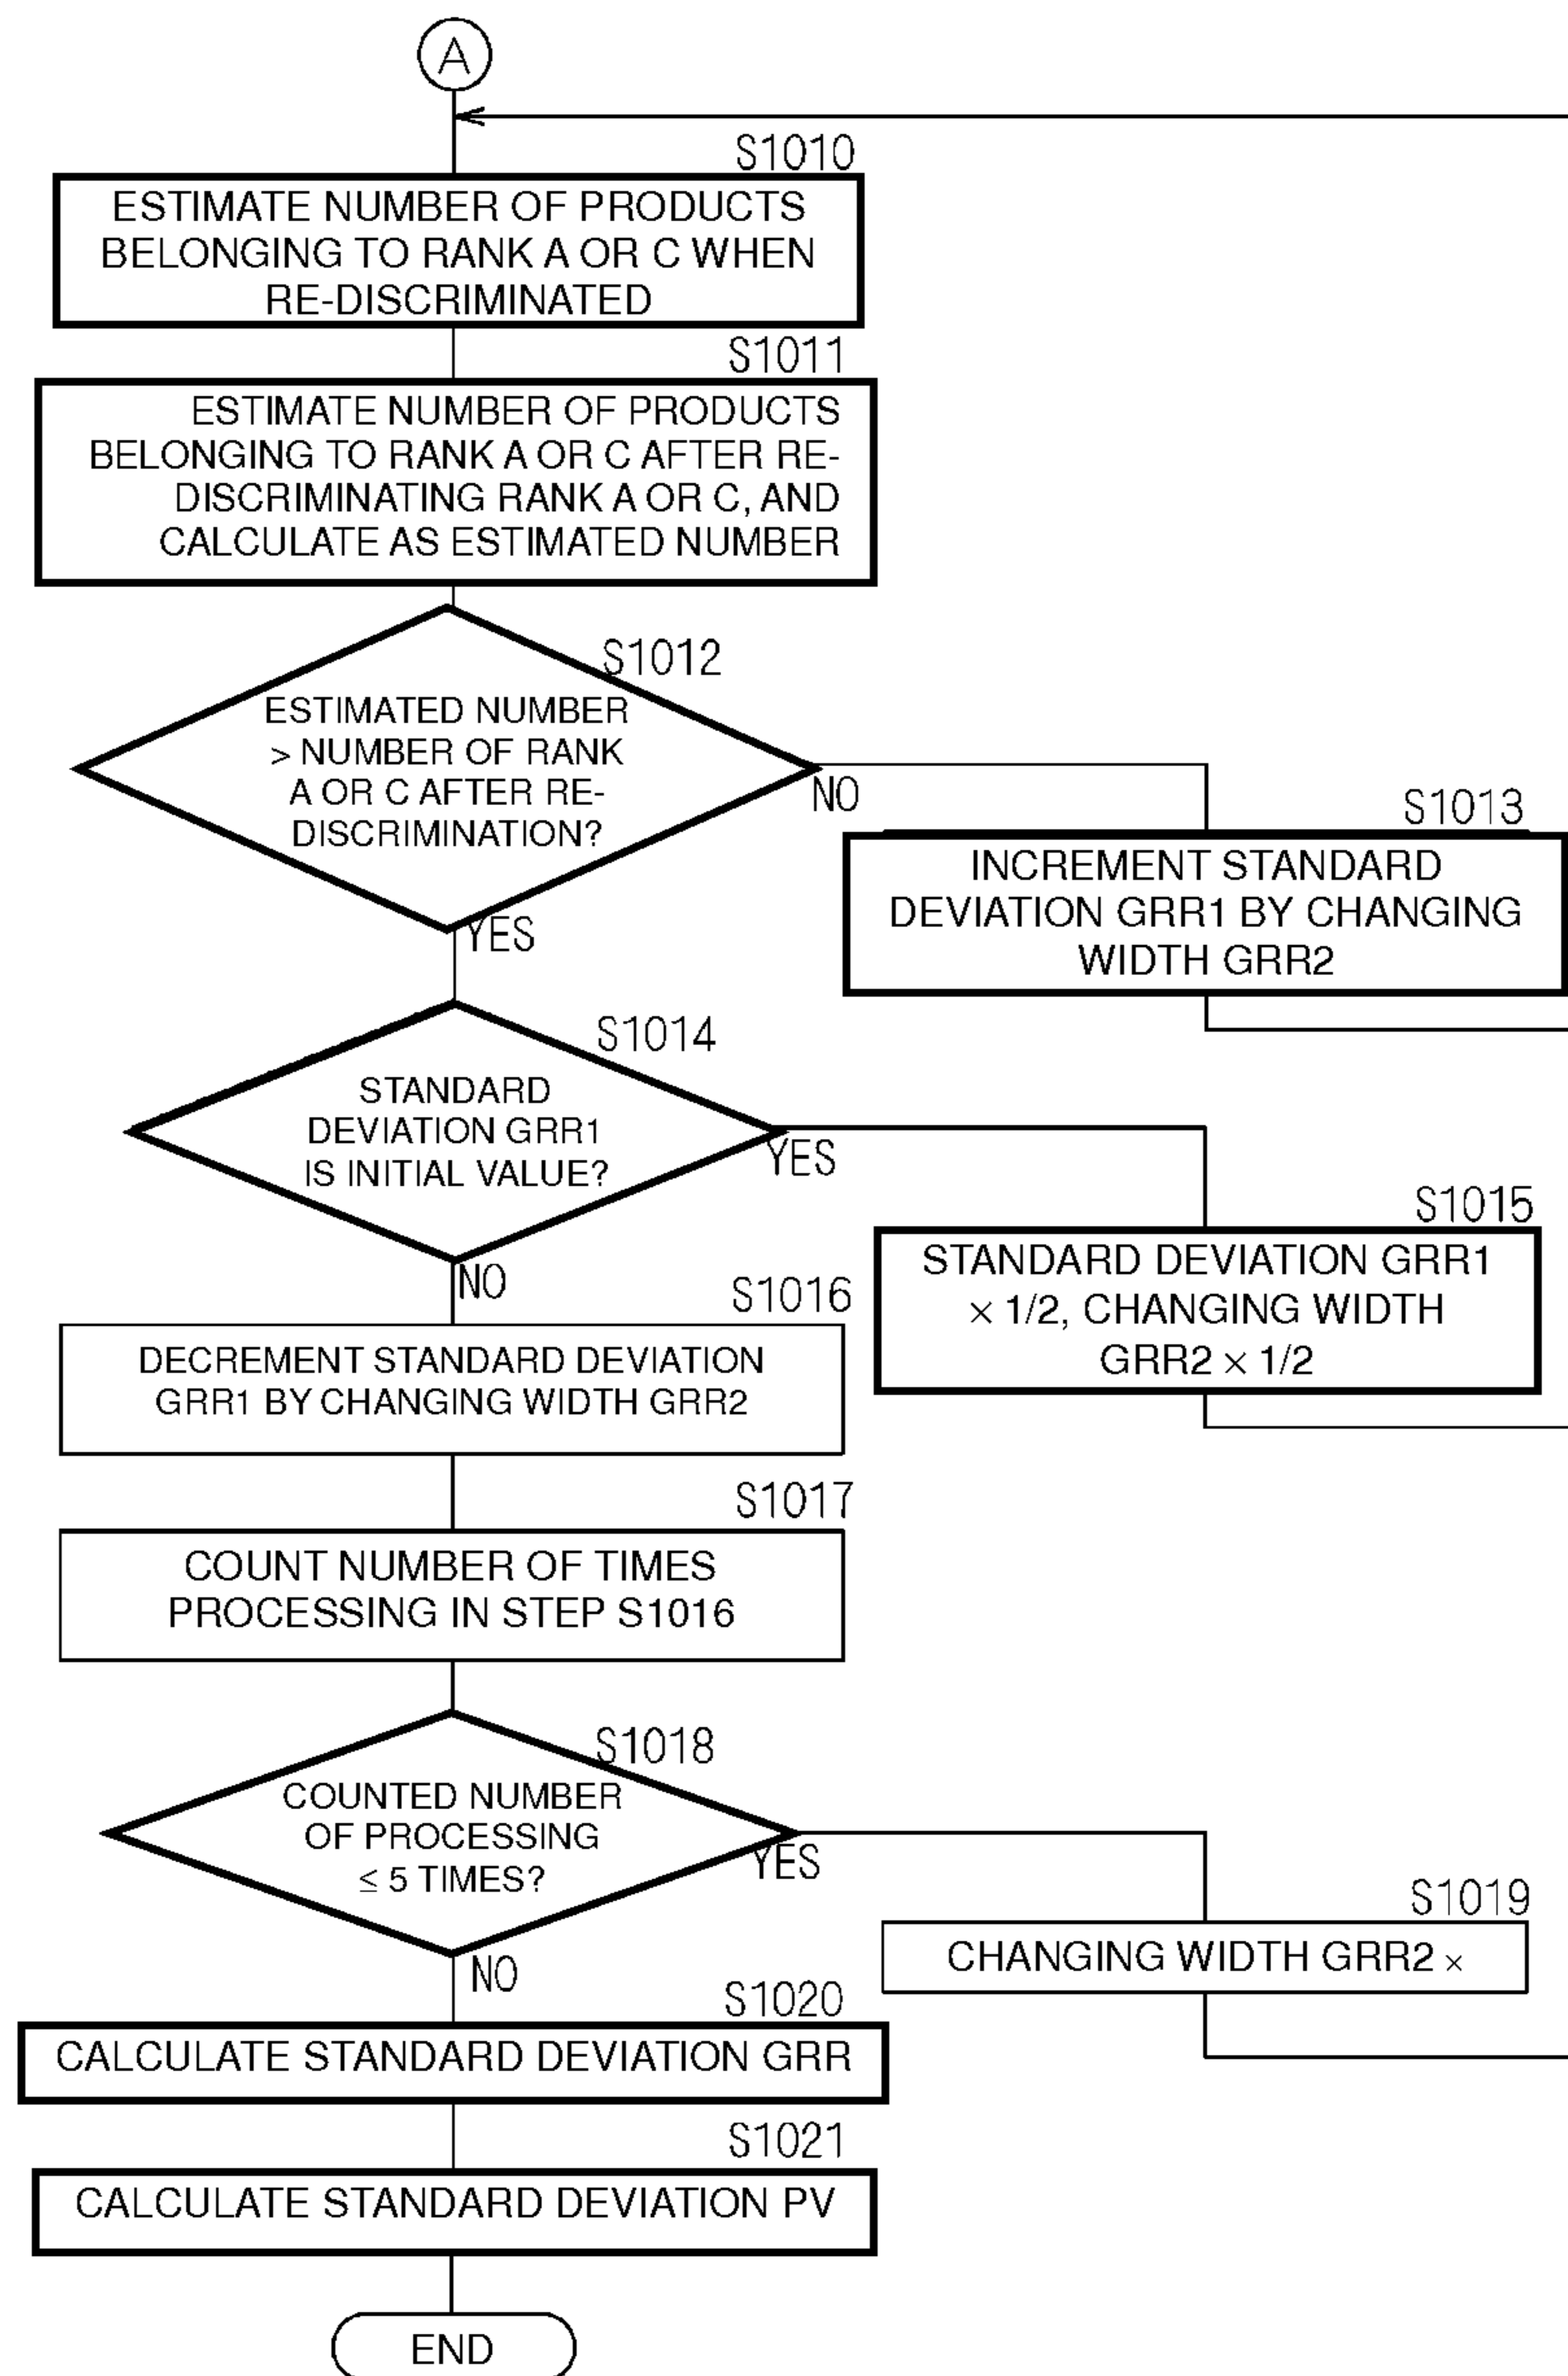 A
S1010
ESTIMATE NUMBER OF PRODUCTS
BELONGING TO RANK A OR C WHEN
RE-DISCRIMINATED
S1011
ESTIMATE NUMBER OF PRODUCTS
BELONGING TO RANK A OR C AFTER RE-
DISCRIMINATING RANK A OR C, AND
CALCULATE AS ESTIMATED NUMBER
S1012
ESTIMATED NUMBER
> NUMBER OF RANK
A OR C AFTER RE-
DISCRIMINATION?
NO
S1013
INCREMENT STANDARD
DEVIATION GRR1 BY CHANGING
WIDTH GRR2
YES
S1014
STANDARD
DEVIATION GRR1
IS INITIAL VALUE?
YES
S1015
STANDARD DEVIATION GRR1
× 1/2, CHANGING WIDTH
GRR2 × 1/2
NO
S1016
DECREMENT STANDARD DEVIATION
GRR1 BY CHANGING WIDTH GRR2
S1017
COUNT NUMBER OF TIMES
PROCESSING IN STEP S1016
S1018
COUNTED NUMBER
OF PROCESSING
≤ 5 TIMES?
YES
S1019
CHANGING WIDTH GRR2 ×
NO
S1020
CALCULATE STANDARD DEVIATION GRR
S1021
CALCULATE STANDARD DEVIATION PV
END